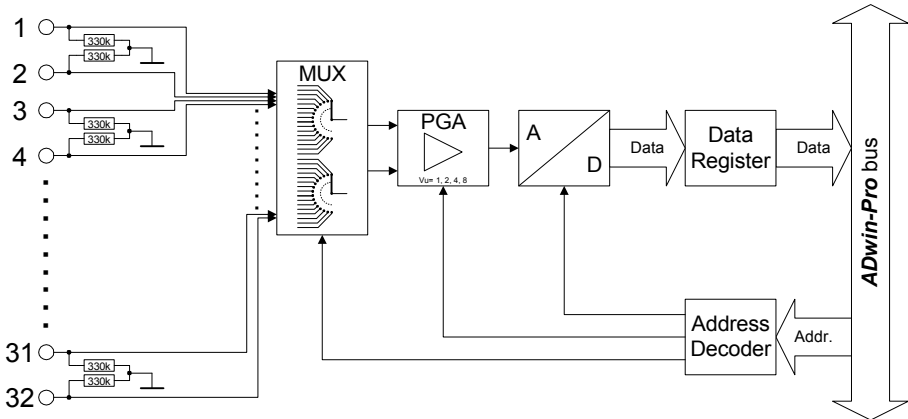 1
330k
330k
2
3
330k
330k
4
31
330k
330k
32
MUX
PGA
Vu= 1, 2, 4, 8
A
D
Data
Data
Register
Data
Address
Decoder
Addr.
ADwin-Pro bus